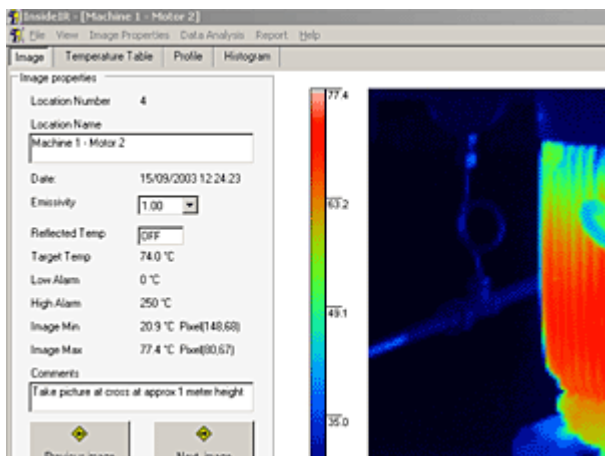 InsideIR - [Machine 1 - Motor 2]
File View Image Properties Data Analysis Report Help
Image Temperature Table Profile Histogram
Image properties
Location Number 4
Location Name
Machine 1 - Motor 2
Date: 15/09/2003 12:24:23
Emissivity 1.00
Reflected Temp OFF
Target Temp 74.0 °C
Low Alarm 0 °C
High Alarm 250 °C
Image Min 20.9 °C Pixel(148,68)
Image Max 77.4 °C Pixel(80,67)
Comments
Take picture at cross at approx 1 meter height
Previous image Next image
77.4
63.2
49.1
35.0